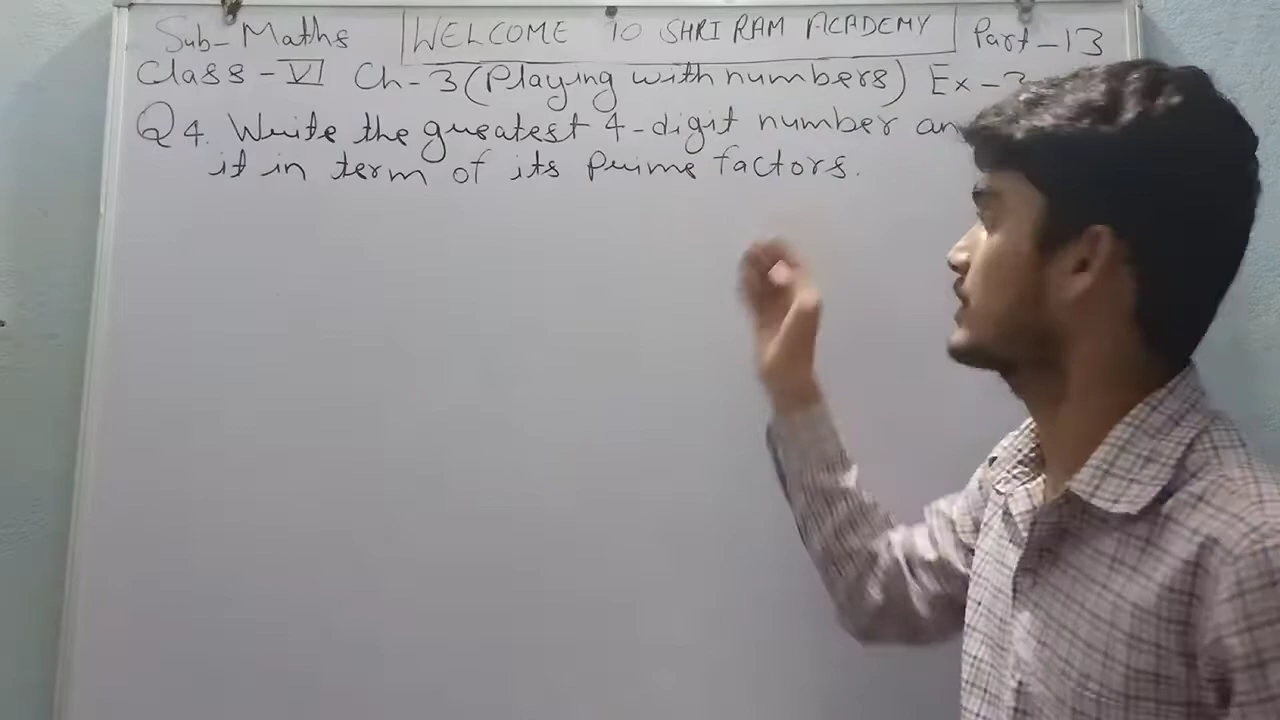 Sub-Maths WELCOME TO SHRI RAM ACADEMY Part-13
Class-VI Ch-3 (Playing with numbers) Ex-3
Q4. Write the greatest 4-digit number an
it in term of its Prime factors.